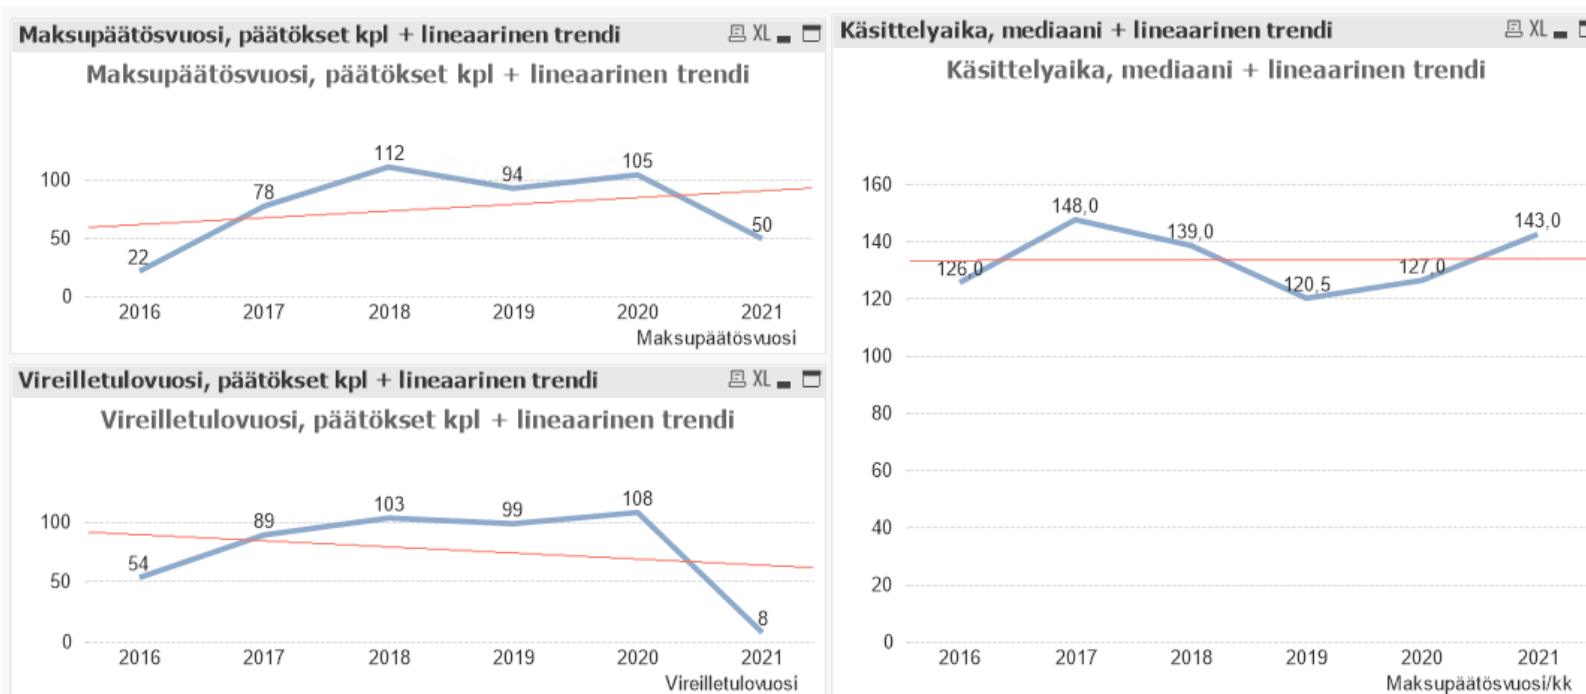 Maksupäätösvuosi, päätökset kpl + lineaarinen trendi XL
Maksupäätösvuosi, päätökset kpl + lineaarinen trendi
100
50
0
22
78
112
94
105
50
2016 2017 2018 2019 2020 2021
Maksupäätösvuosi
Vireilletulovuosi, päätökset kpl + lineaarinen trendi XL
Vireilletulovuosi, päätökset kpl + lineaarinen trendi
100
50
0
54
89
103
99
108
8
2016 2017 2018 2019 2020 2021
Vireilletulovuosi
Käsittelyaika, mediaani + lineaarinen trendi XL
Käsittelyaika, mediaani + lineaarinen trendi
160
140
120
100
80
60
40
20
0
126,0
148,0
139,0
120,5
127,0
143,0
2016 2017 2018 2019 2020 2021
Maksupäätösvuosi/kk